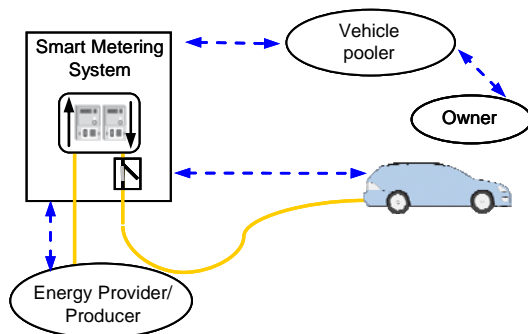 Smart Metering
System
Vehicle
pooler
Owner
Energy Provider/
Producer